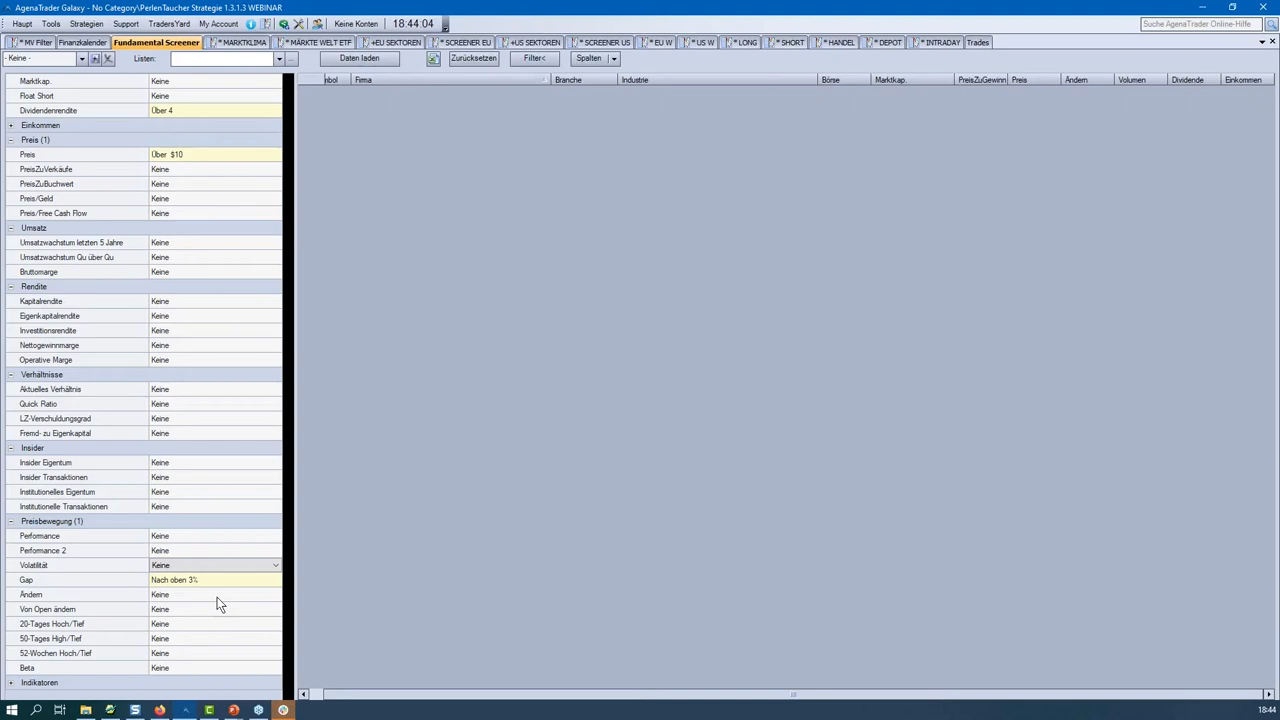 AgenaTrader Galaxy - No Category\PerlenTaucher Strategie 1.3.1.3 WEBINAR
Haupt Tools Strategien Support TradersYard My Account Keine Konten 18:44:04 Suche AgenaTrader Online-Hilfe
* MV Filter Finanzkalender Fundamental Screener * MARKTKLIMA * MÄRKTE WELT ETF +EU SEKTOREN * SCREENER EU +US SEKTOREN * SCREENER US * EU W * US W * LONG * SHORT * HANDEL * DEPOT * INTRADAY Trades
- Keine - Listen: ... Daten laden Zurücksetzen Filter< Spalten
nbol Firma Branche Industrie Börse Marktkap. PreisZuGewinn Preis Ändern Volumen Dividende Einkommen
Marktkap. Keine
Float Short Keine
Dividendenrendite Über 4
Einkommen
Preis (1)
Preis Über $10
PreisZuVerkäufe Keine
PreisZuBuchwert Keine
Preis/Geld Keine
Preis/Free Cash Flow Keine
Umsatz
Umsatzwachstum letzten 5 Jahre Keine
Umsatzwachstum Qu über Qu Keine
Bruttomarge Keine
Rendite
Kapitalrendite Keine
Eigenkapitalrendite Keine
Investitionsrendite Keine
Nettogewinnmarge Keine
Operative Marge Keine
Verhältnisse
Aktuelles Verhältnis Keine
Quick Ratio Keine
LZ-Verschuldungsgrad Keine
Fremd- zu Eigenkapital Keine
Insider
Insider Eigentum Keine
Insider Transaktionen Keine
Institutionelles Eigentum Keine
Institutionelle Transaktionen Keine
Preisbewegung (1)
Performance Keine
Performance 2 Keine
Volatilität Keine
Gap Nach oben 3%
Ändern Keine
Von Open ändern Keine
20-Tages Hoch/Tief Keine
50-Tages High/Tief Keine
52-Wochen Hoch/Tief Keine
Beta Keine
Indikatoren
18:44